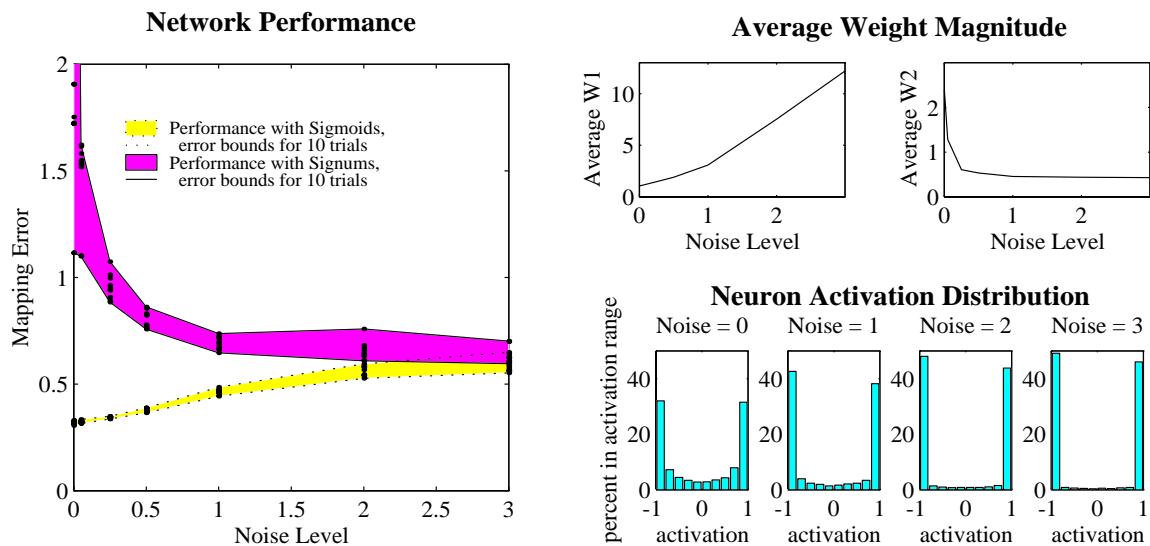 Network Performance
2
1.5
1
0.5
0
Mapping Error
Performance with Sigmoids,
error bounds for 10 trials
Performance with Signums,
error bounds for 10 trials
0 0.5 1 1.5 2 2.5 3
Noise Level
Average Weight Magnitude
Average W1
10
5
0
0 1 2
Noise Level
Average W2
2
1
0
0 1 2
Noise Level
Neuron Activation Distribution
percent in activation range
Noise = 0
40
20
0
-1 0 1
activation
Noise = 1
40
20
0
-1 0 1
activation
Noise = 2
40
20
0
-1 0 1
activation
Noise = 3
40
20
0
-1 0 1
activation